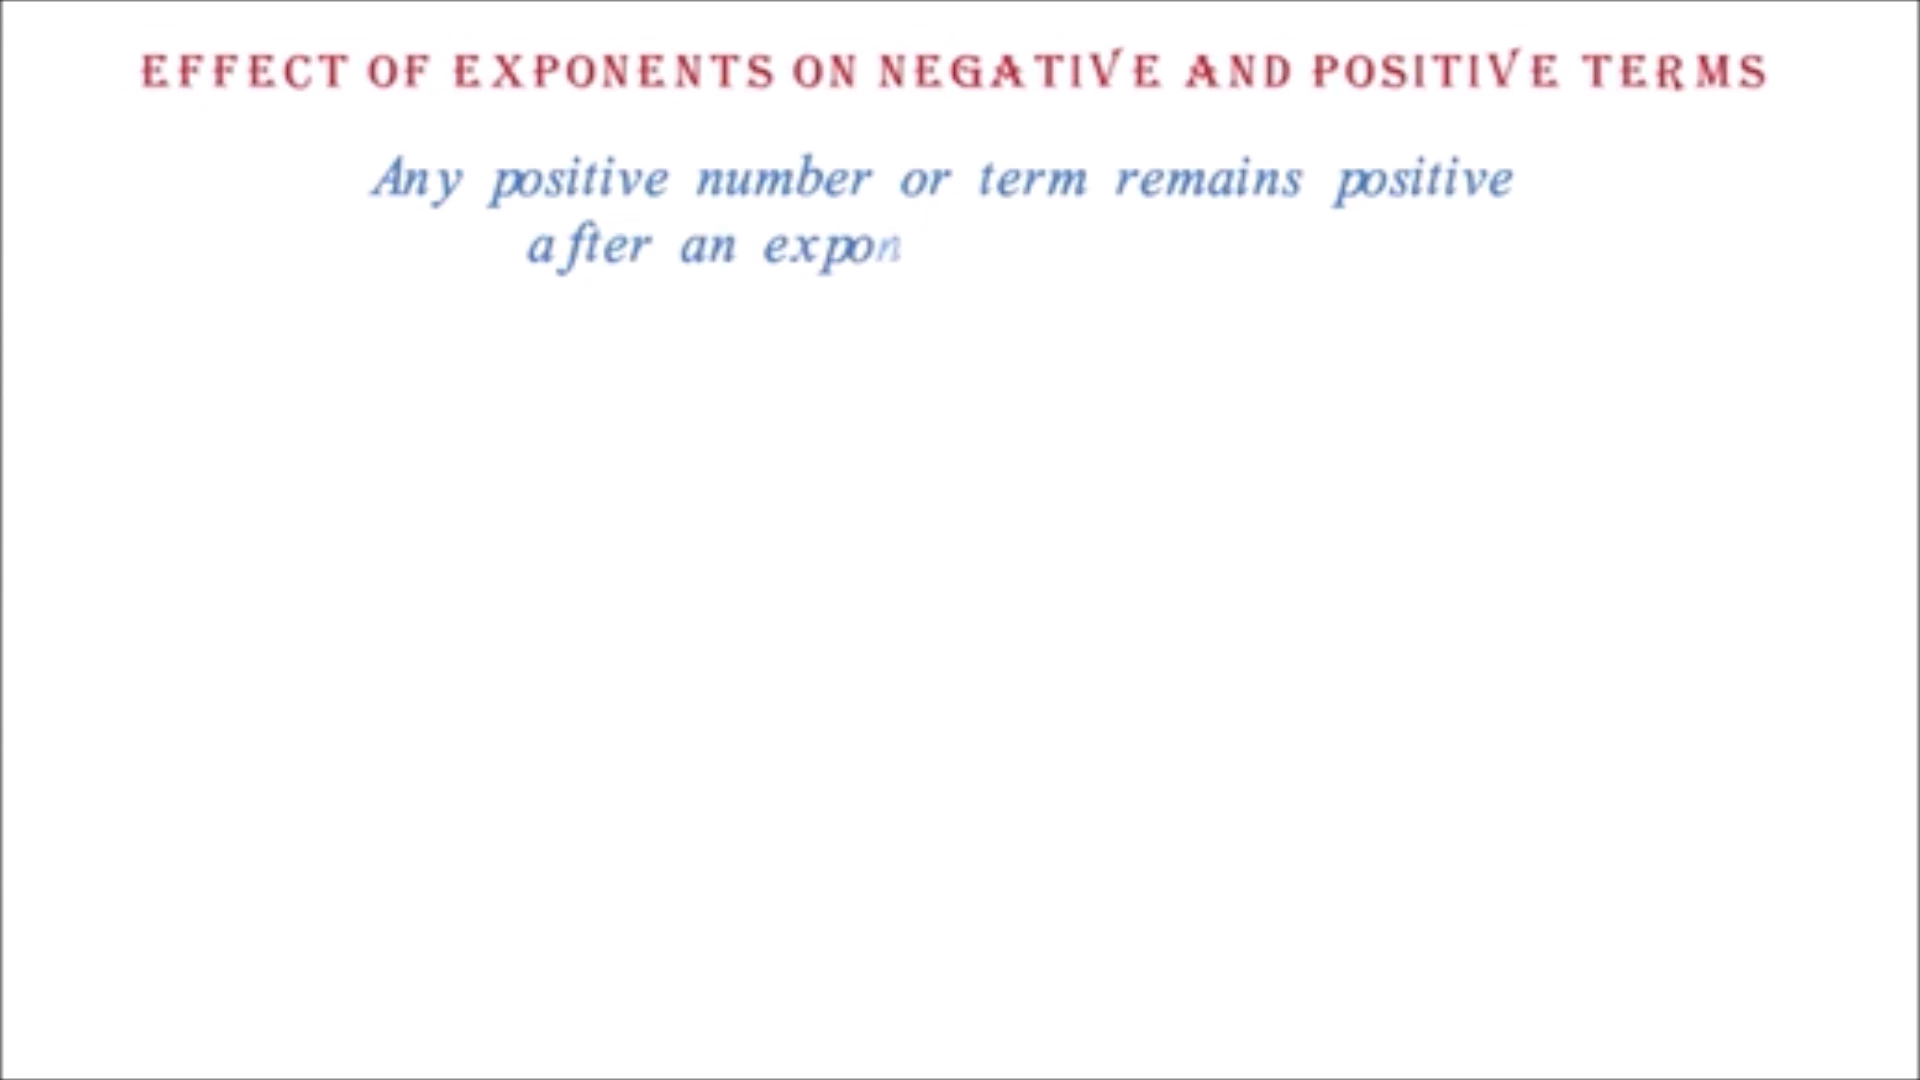 EFFECT OF EXPONENTS ON NEGATIVE AND POSITIVE TERMS
Any positive number or term remains positive
after an expon